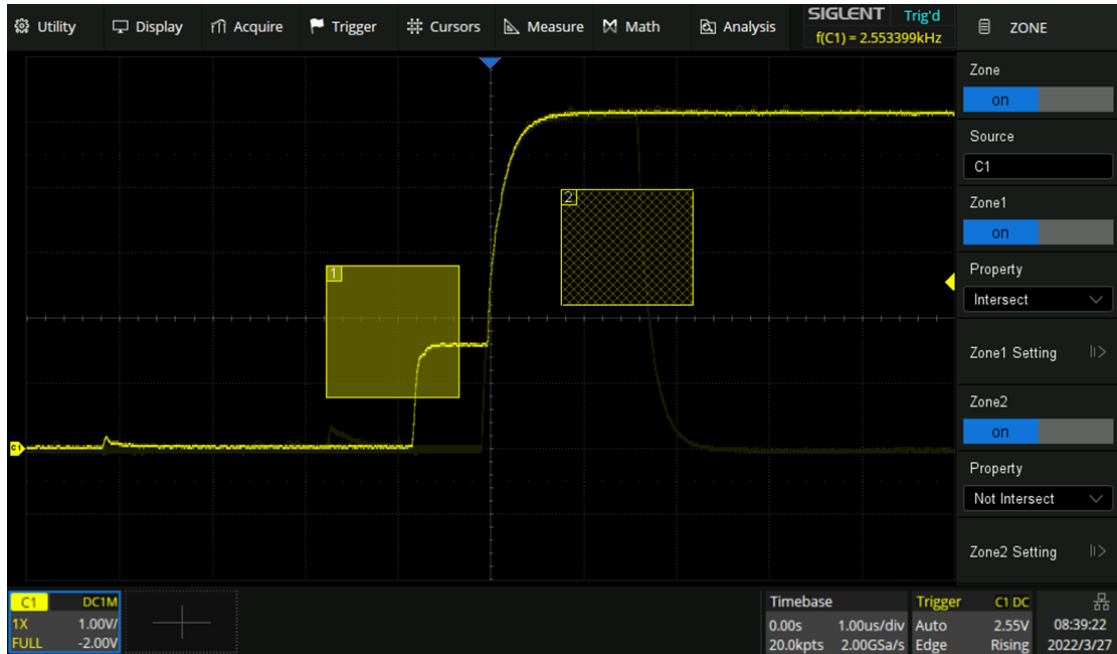 Utility Display Acquire Trigger Cursors Measure Math Analysis
SIGLENT Trig'd
f(C1) = 2.553399kHz
ZONE
Zone
on
Source
C1
Zone1
on
Property
Intersect
Zone1 Setting
Zone2
on
Property
Not Intersect
Zone2 Setting
1
2
C1
C1 DC1M
1X 1.00V/
FULL -2.00V
Timebase
0.00s 1.00us/div
20.0kpts 2.00GSa/s
Trigger C1 DC
Auto 2.55V
Edge Rising
08:39:22
2022/3/27